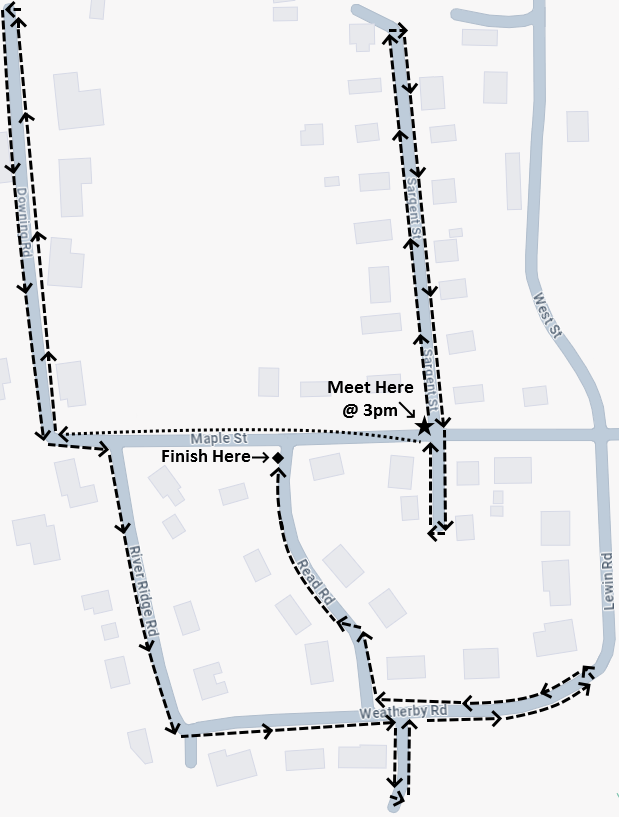 Downing Rd
Sargent St
West St
Sargent St
Meet Here
@ 3pm
Maple St
Finish Here
River Ridge Rd
Read Rd
Lewin Rd
Weatherby Rd